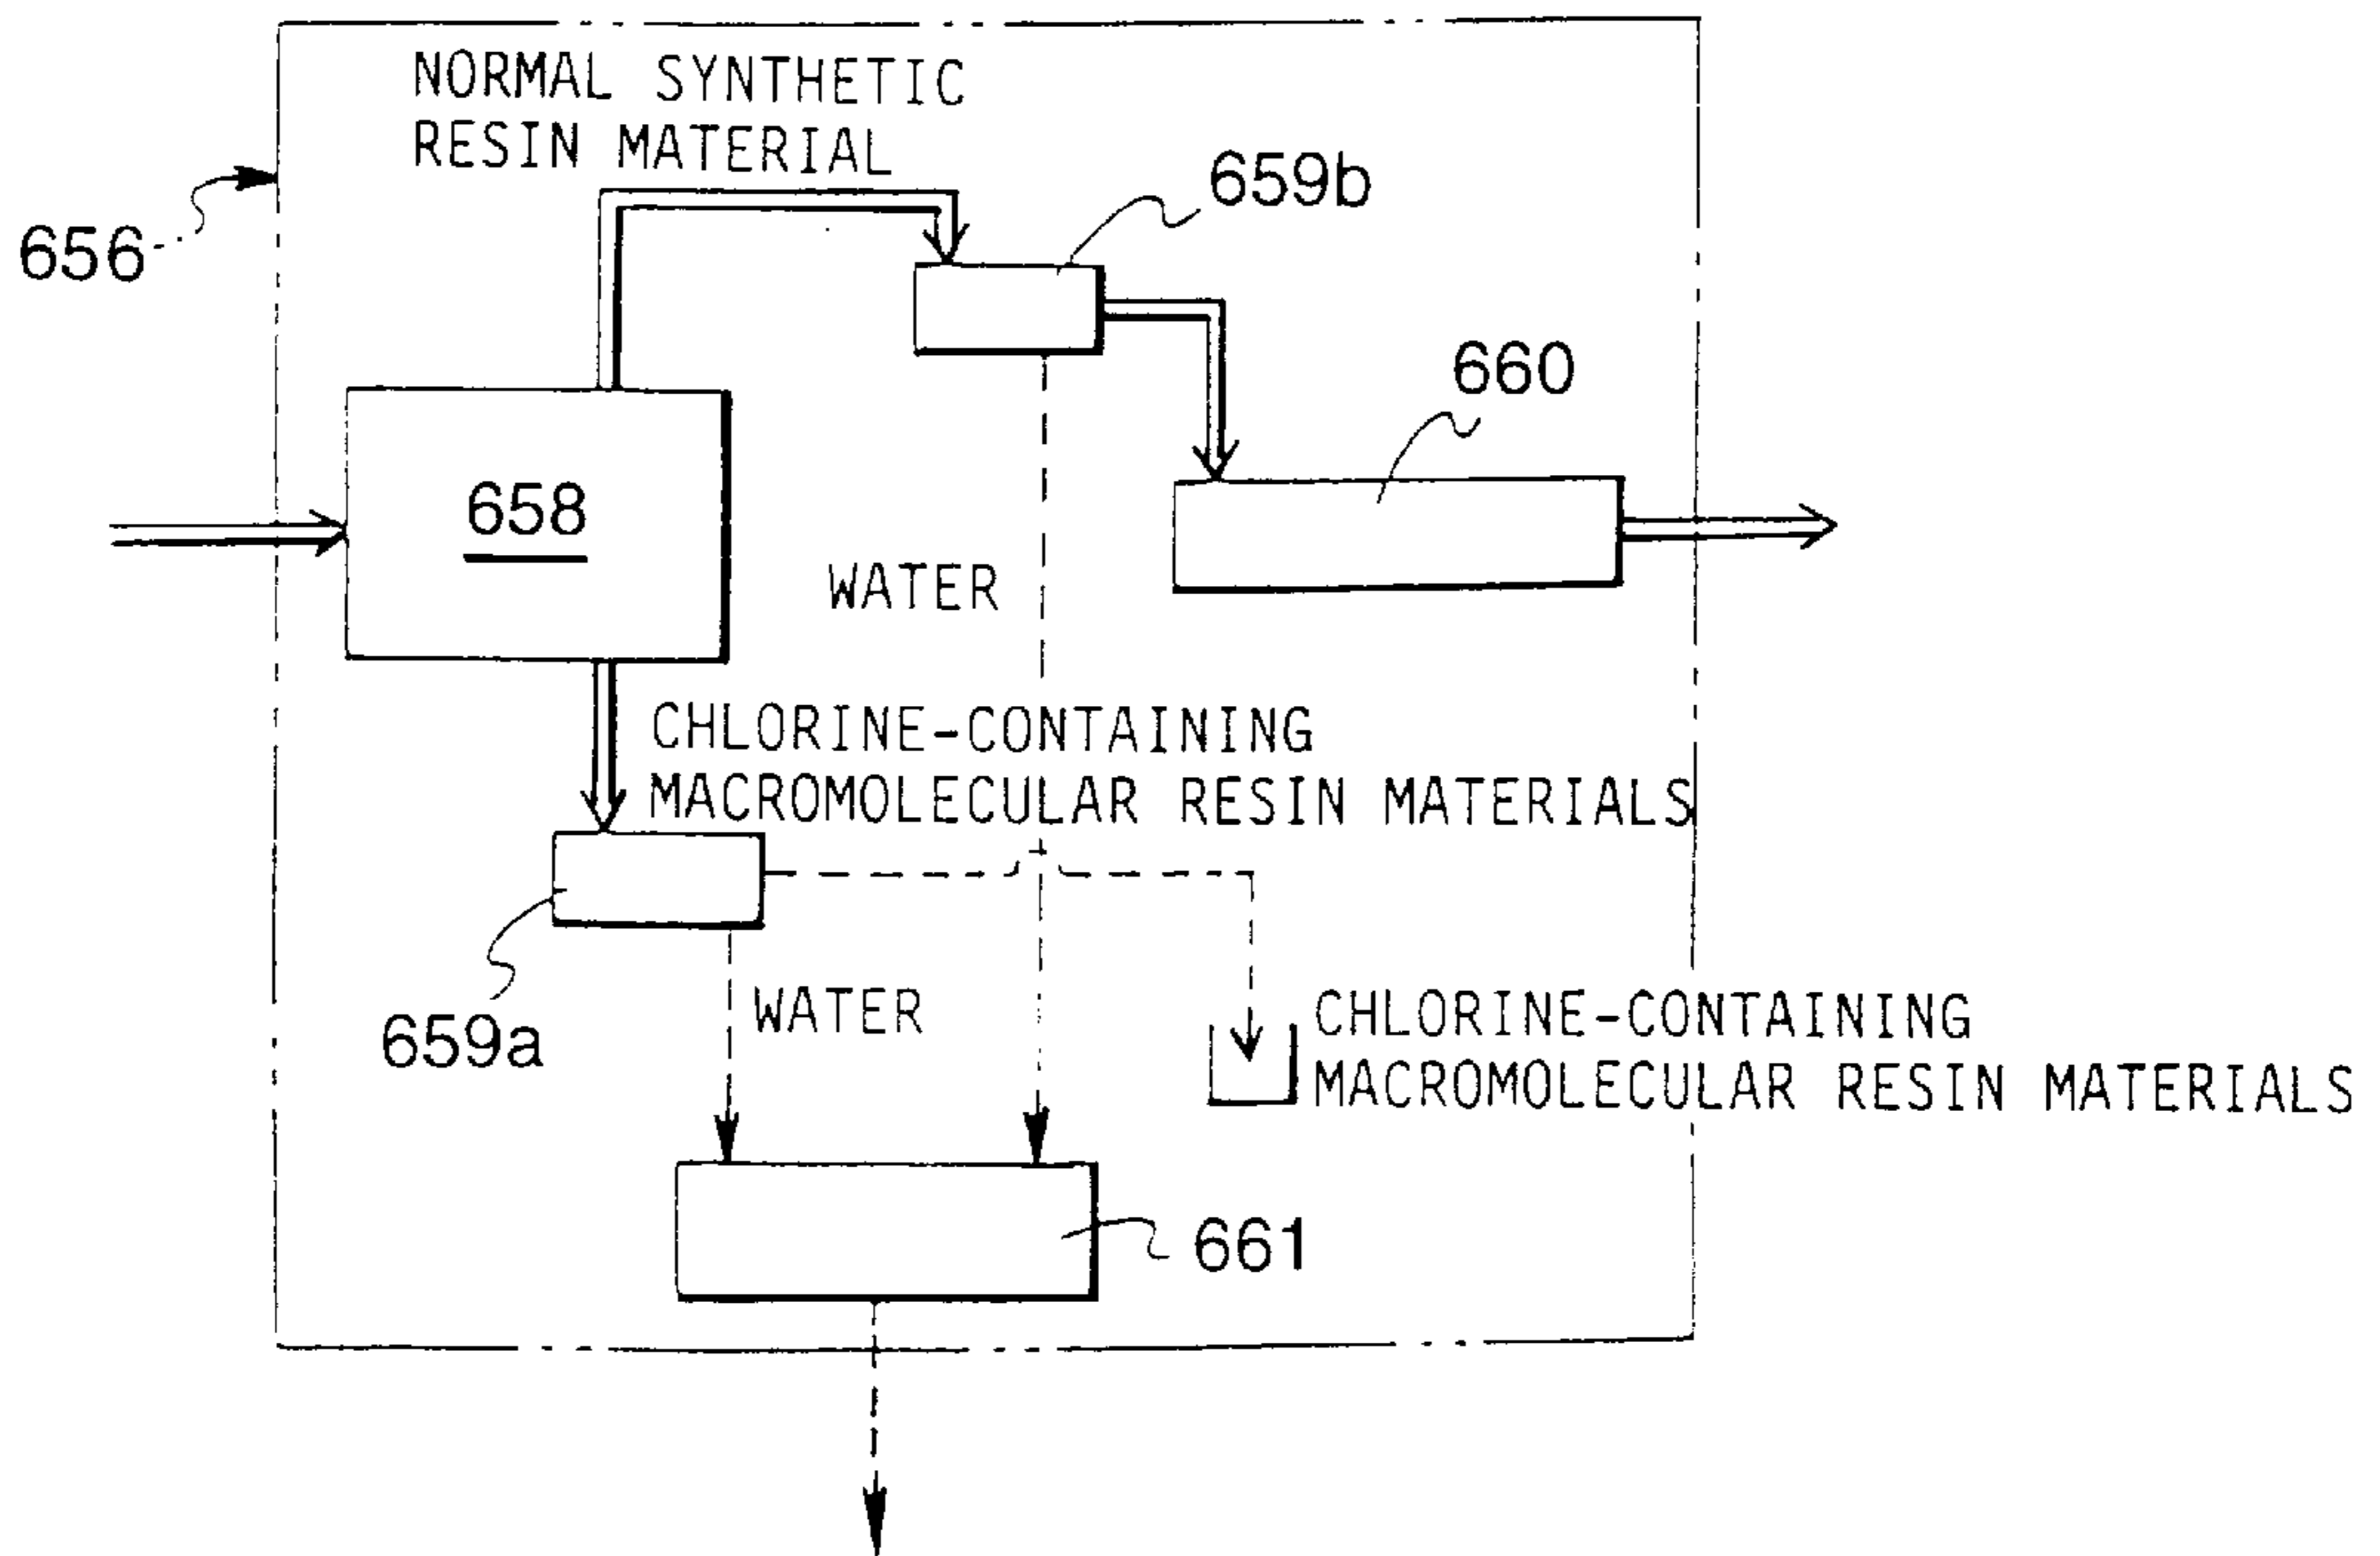 NORMAL SYNTHETIC
RESIN MATERIAL
659b
656
660
658
WATER
CHLORINE-CONTAINING
MACROMOLECULAR RESIN MATERIALS
659a
WATER
CHLORINE-CONTAINING
MACROMOLECULAR RESIN MATERIALS
661